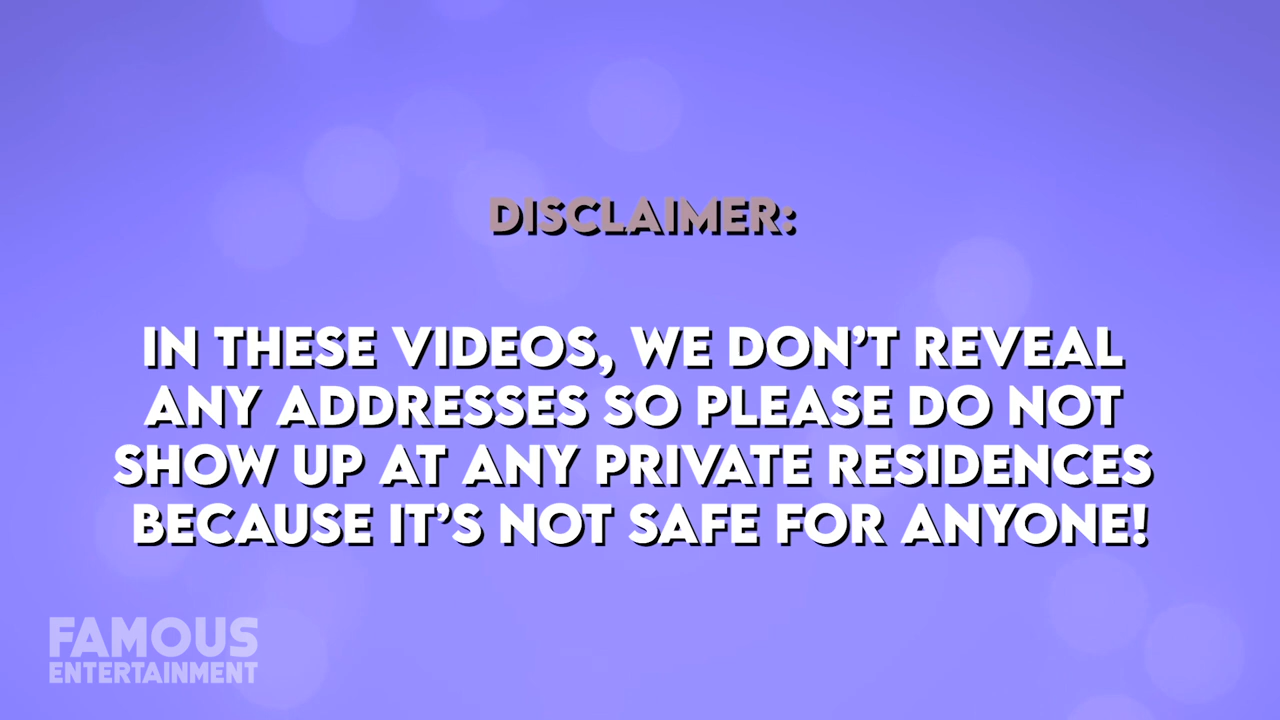 DISCLAIMER:
IN THESE VIDEOS, WE DON’T REVEAL
ANY ADDRESSES SO PLEASE DO NOT
SHOW UP AT ANY PRIVATE RESIDENCES
BECAUSE IT’S NOT SAFE FOR ANYONE!
FAMOUS
ENTERTAINMENT